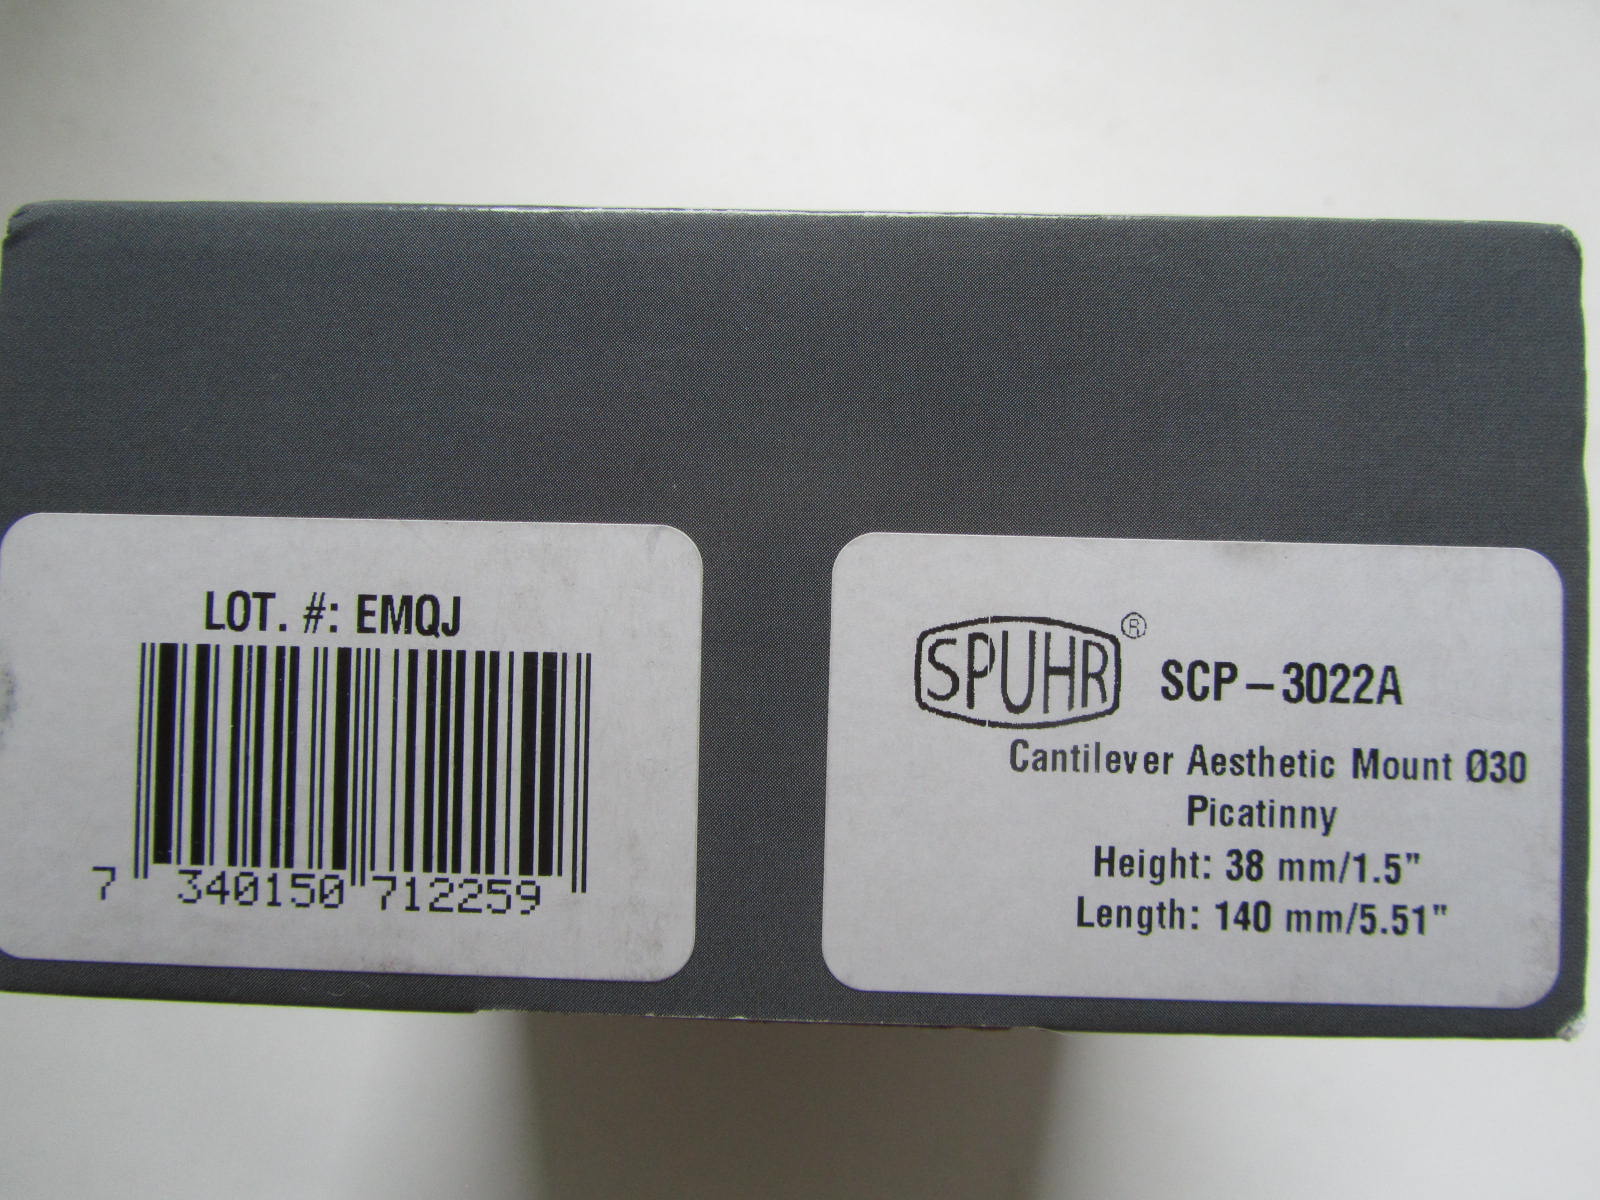 LOT. #: EMQJ
7 340150 712259
SPUHR® SCP-3022A
Cantilever Aesthetic Mount Ø30
Picatinny
Height: 38 mm/1.5"
Length: 140 mm/5.51"